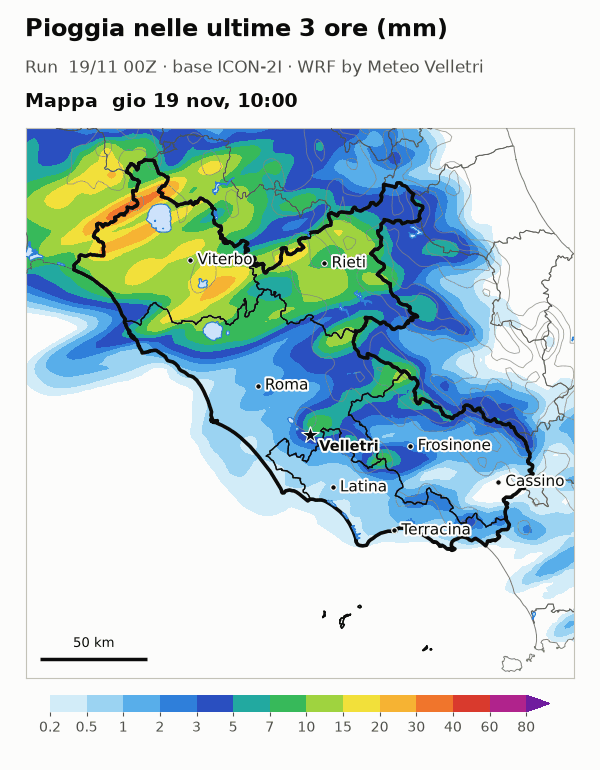 Pioggia nelle ultime 3 ore (mm)
Run  19/11 00Z · base ICON-2I · WRF by Meteo Velletri
Mappa  gio 19 nov, 10:00
Viterbo
Rieti
Roma
Velletri
Frosinone
Cassino
Latina
Terracina
50 km
0.2 0.5 1 2 3 5 7 10 15 20 30 40 60 80